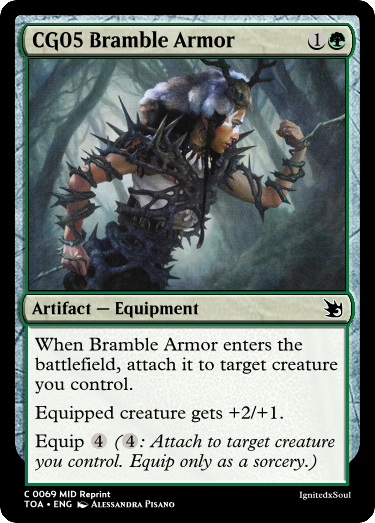 CG05 Bramble Armor 1
Artifact — Equipment
When Bramble Armor enters the
battlefield, attach it to target creature
you control.
Equipped creature gets +2/+1.
Equip 4 (4: Attach to target creature
you control. Equip only as a sorcery.)
C 0069 MID Reprint
TOA • ENG Alessandra Pisano
IgnitedxSoul